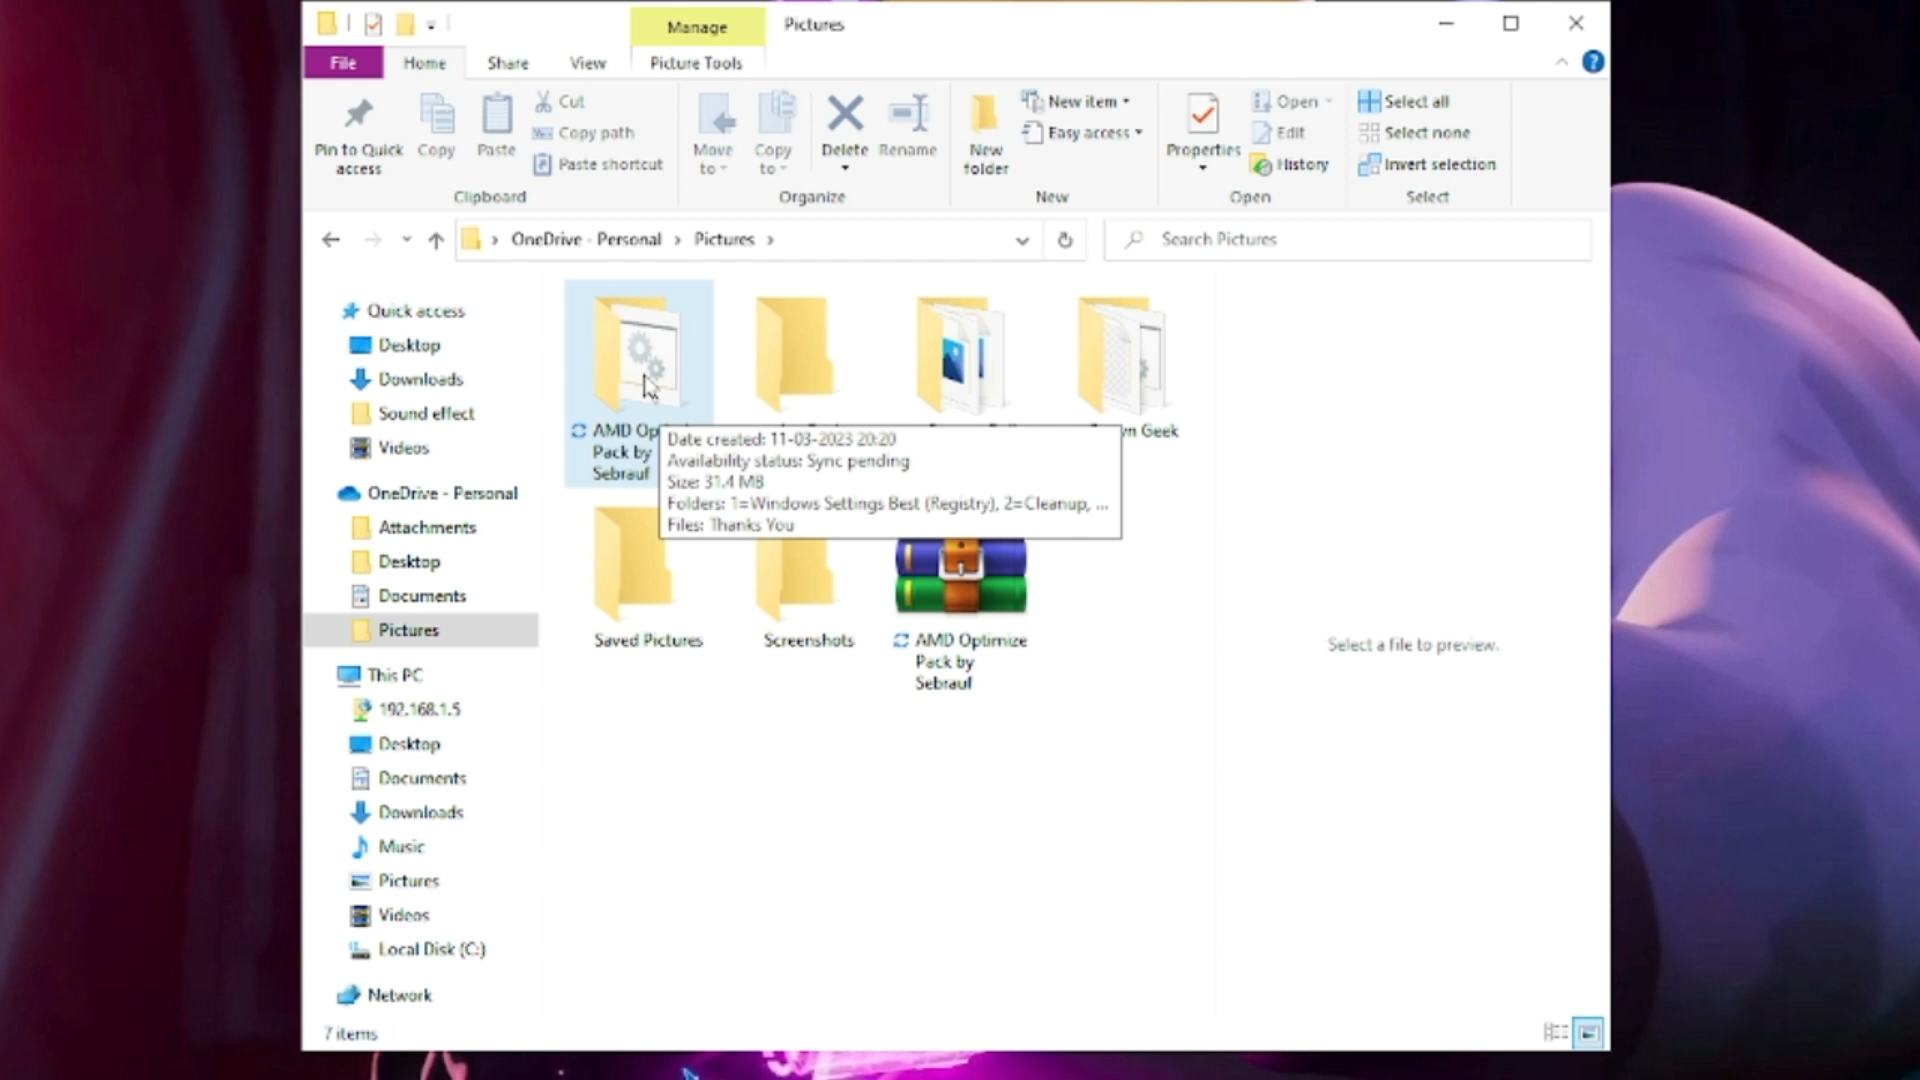 Manage
Pictures
File
Home
Share
View
Picture Tools
Pin to Quick
access
Copy
Paste
Cut
Copy path
Paste shortcut
Move
to
Copy
to
Delete
Rename
New
folder
New item
Easy access
Properties
Open
Edit
History
Select all
Select none
Invert selection
Clipboard
Organize
New
Open
Select
OneDrive - Personal
Pictures
Search Pictures
Quick access
Desktop
Downloads
Sound effect
Videos
OneDrive - Personal
Attachments
Desktop
Documents
Pictures
This PC
192.168.1.5
Desktop
Documents
Downloads
Music
Pictures
Videos
Local Disk (C:)
Network
AMD
Pack by
Sebrauf
Geek
Date created: 11-03-2023 20:20
Availability status: Sync pending
Size: 31.4 MB
Folders: 1=Windows Settings Best (Registry), 2=Cleanup, ...
Files: Thanks You
Saved Pictures
Screenshots
AMD Optimize
Pack by
Sebrauf
Select a file to preview.
7 items